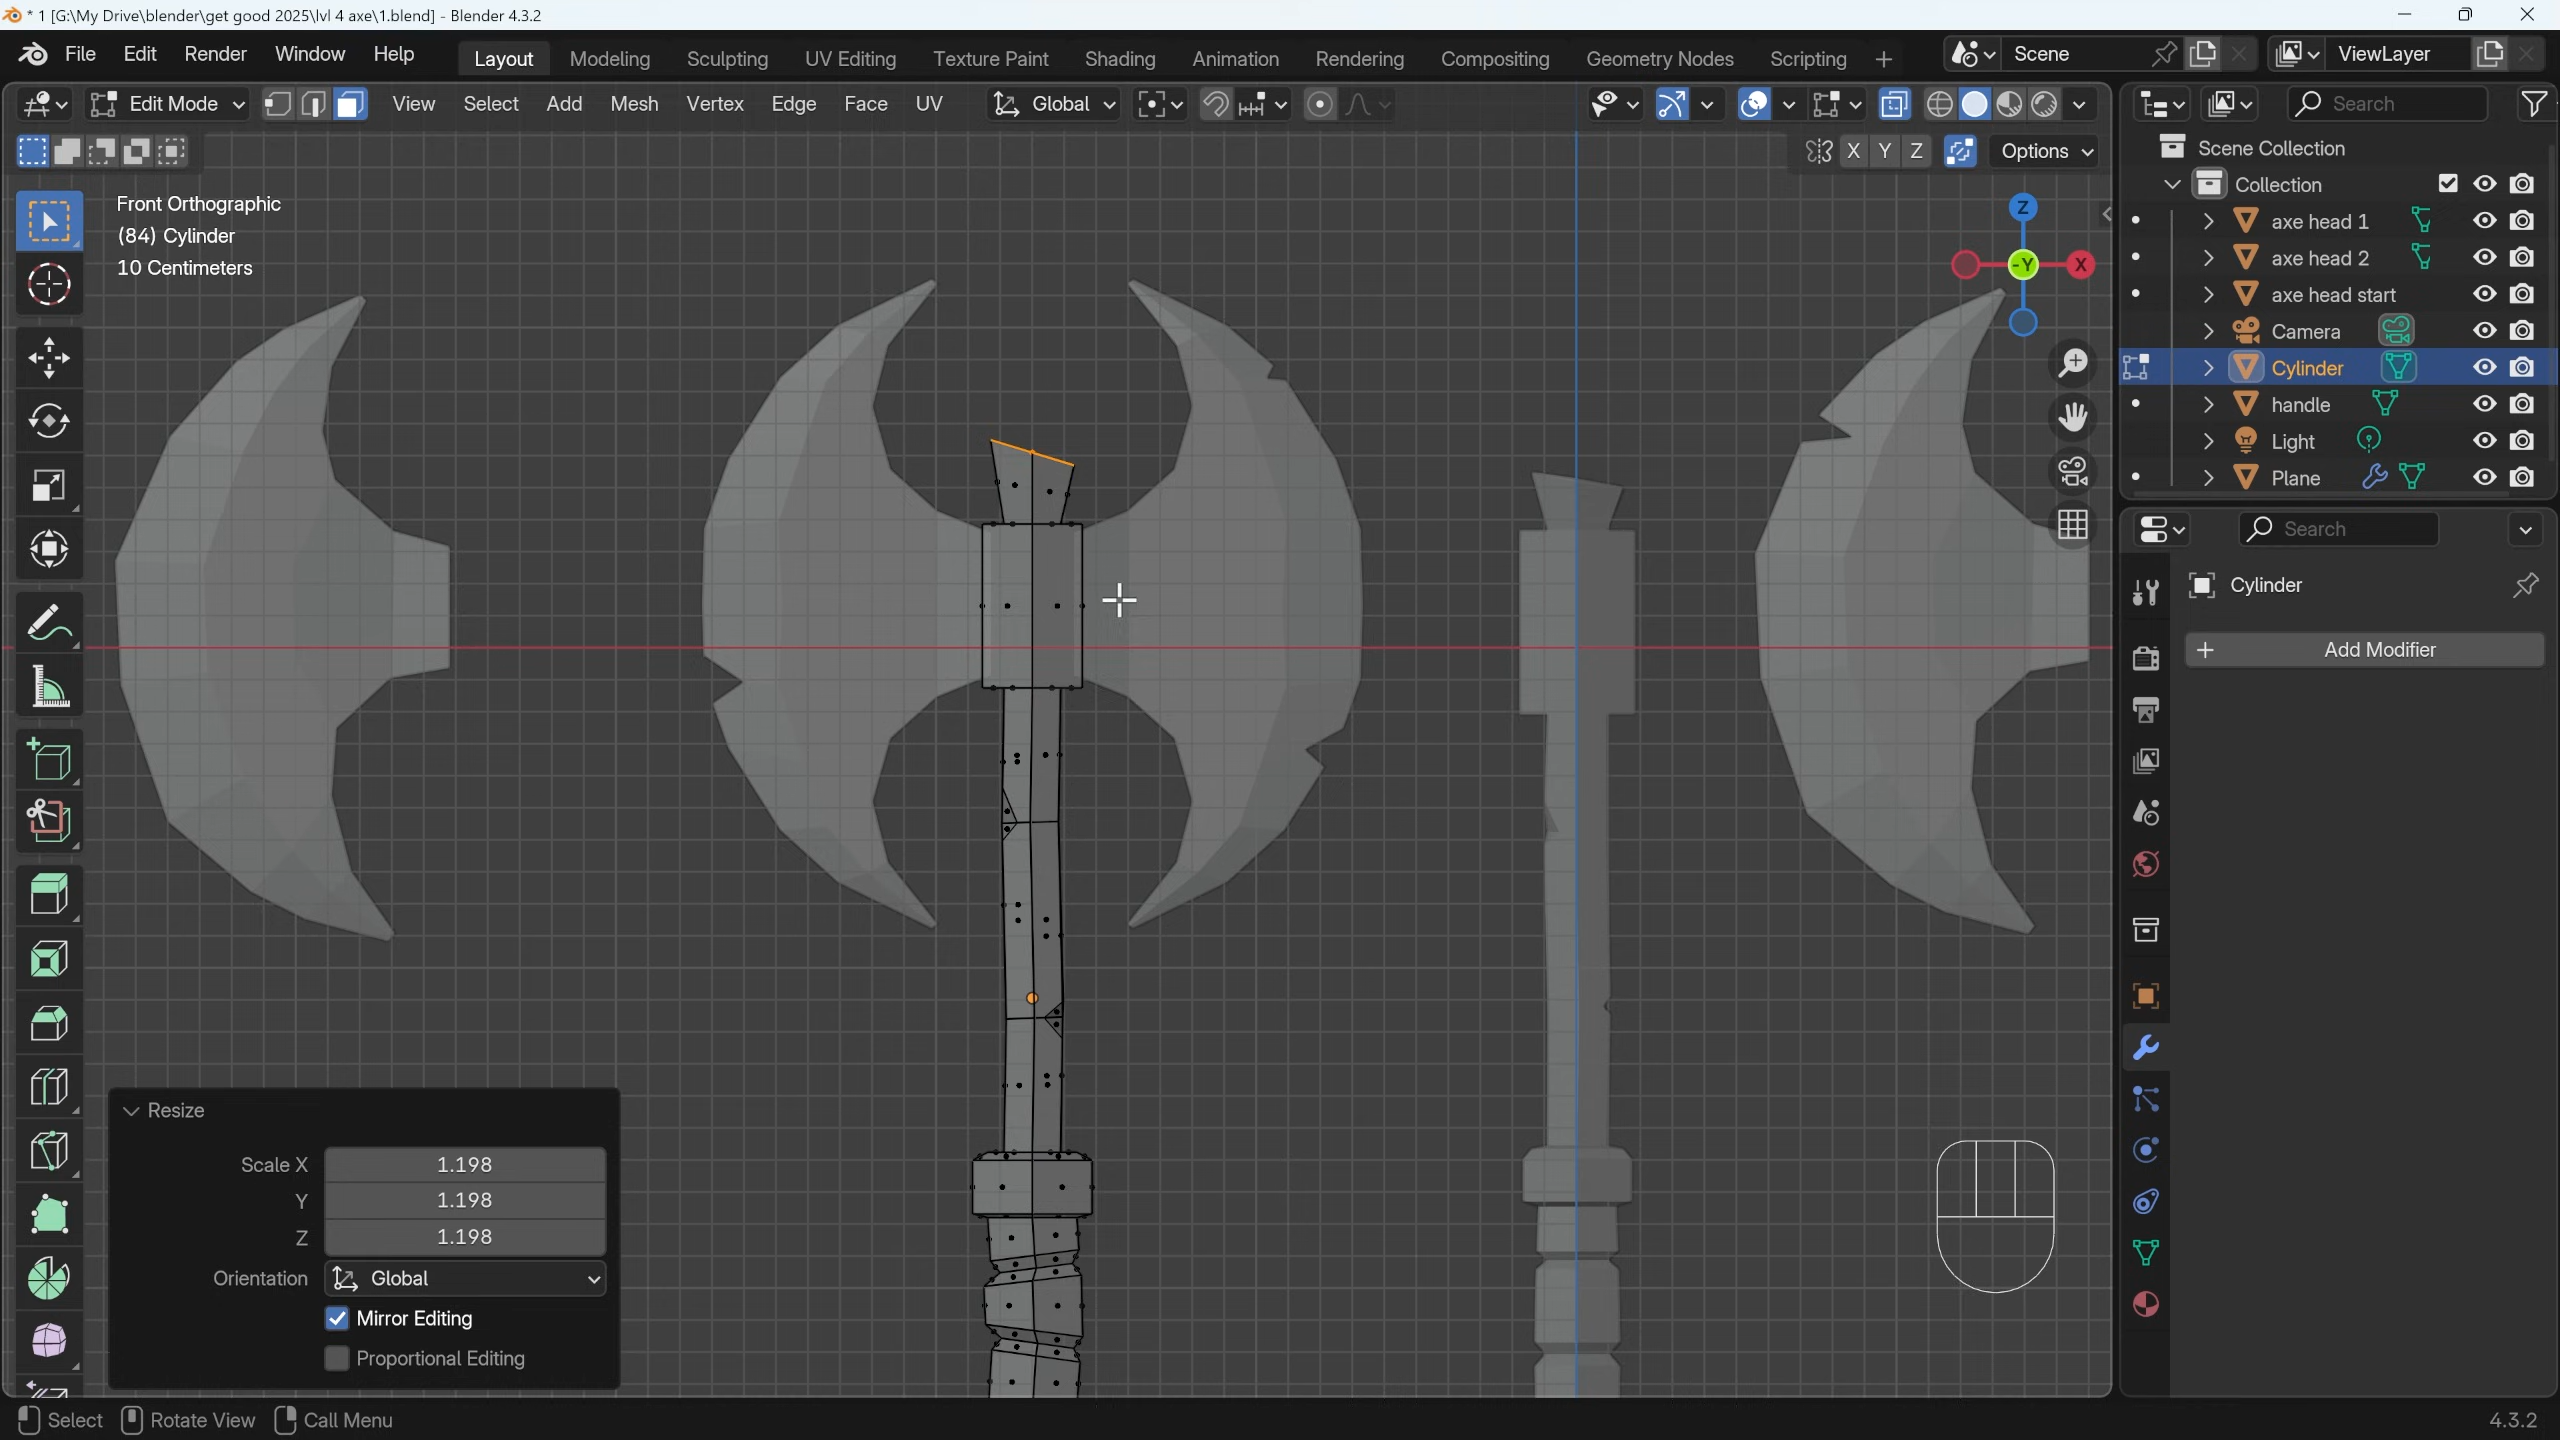 * 1 [G:\My Drive\blender\get good 2025\lvl 4 axe\1.blend] - Blender 4.3.2
File Edit Render Window Help Layout Modeling Sculpting UV Editing Texture Paint Shading Animation Rendering Compositing Geometry Nodes Scripting + Scene ViewLayer
Edit Mode View Select Add Mesh Vertex Edge Face UV Global Search
X Y Z Options
Front Orthographic
(84) Cylinder
10 Centimeters
Z
-Y X
Scene Collection
Collection
axe head 1
axe head 2
axe head start
Camera
Cylinder
handle
Light
Plane
Search
Cylinder
+ Add Modifier
Resize
Scale X 1.198
Y 1.198
Z 1.198
Orientation Global
Mirror Editing
Proportional Editing
Select Rotate View Call Menu 4.3.2